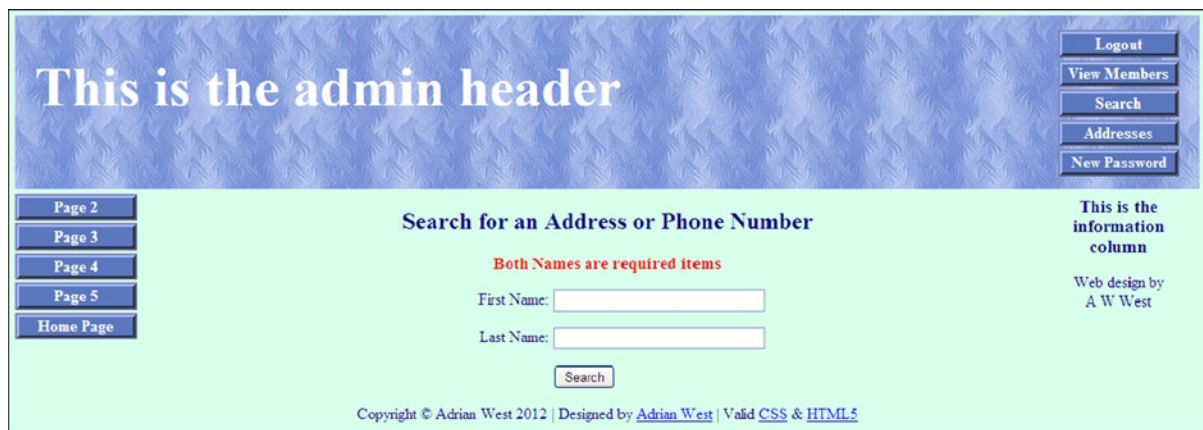 This is the admin header
Logout
View Members
Search
Addresses
New Password
Page 2
Page 3
Page 4
Page 5
Home Page
Search for an Address or Phone Number
Both Names are required items
First Name:
Last Name:
Search
This is the
information
column
Web design by
A W West
Copyright © Adrian West 2012 | Designed by Adrian West | Valid CSS & HTML5